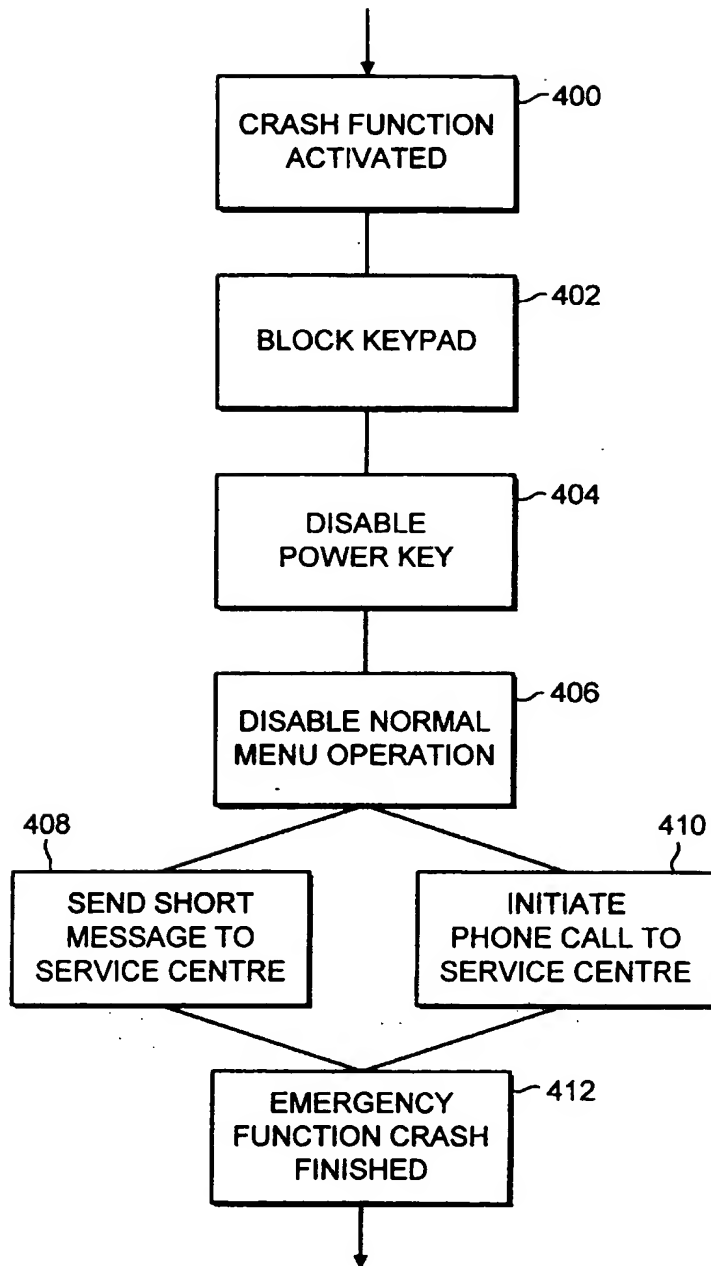 400
CRASH FUNCTION
ACTIVATED
402
BLOCK KEYPAD
404
DISABLE
POWER KEY
406
DISABLE NORMAL
MENU OPERATION
408
SEND SHORT
MESSAGE TO
SERVICE CENTRE
410
INITIATE
PHONE CALL TO
SERVICE CENTRE
412
EMERGENCY
FUNCTION CRASH
FINISHED